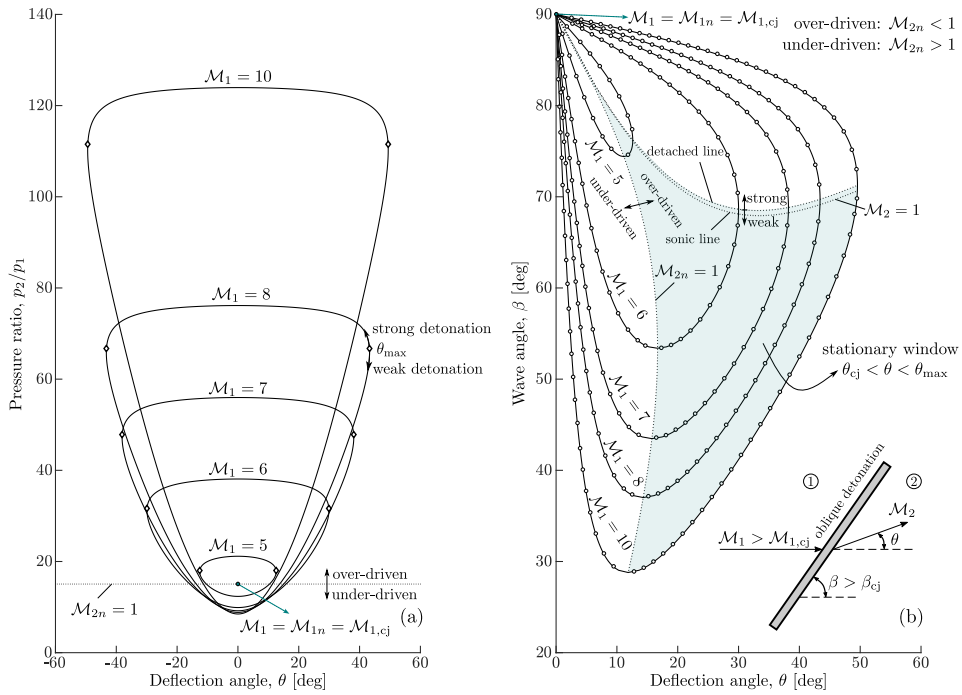 140
120
100
80
60
40
20
0
-60
-40
-20
0
20
40
60
Pressure ratio, p₂/p₁
Deflection angle, θ [deg]
ℳ₁ = 10
ℳ₁ = 8
strong detonation
θmax
weak detonation
ℳ₁ = 7
ℳ₁ = 6
ℳ₁ = 5
over-driven
under-driven
ℳ₂ₙ = 1
ℳ₁ = ℳ₁ₙ = ℳ₁,cj
(a)
90
80
70
60
50
40
30
20
0
10
20
30
40
50
60
Wave angle, β [deg]
Deflection angle, θ [deg]
ℳ₁ = ℳ₁ₙ = ℳ₁,cj
over-driven: ℳ₂ₙ < 1
under-driven: ℳ₂ₙ > 1
detached line
ℳ₁ = 5
over-driven
under-driven
strong
weak
sonic line
ℳ₂ = 1
ℳ₂ₙ = 1
ℳ₁ = 6
ℳ₁ = 7
ℳ₁ = 8
ℳ₁ = 10
stationary window
θcj < θ < θmax
①
②
oblique detonation
ℳ₂
ℳ₁ > ℳ₁,cj
θ
β > βcj
(b)